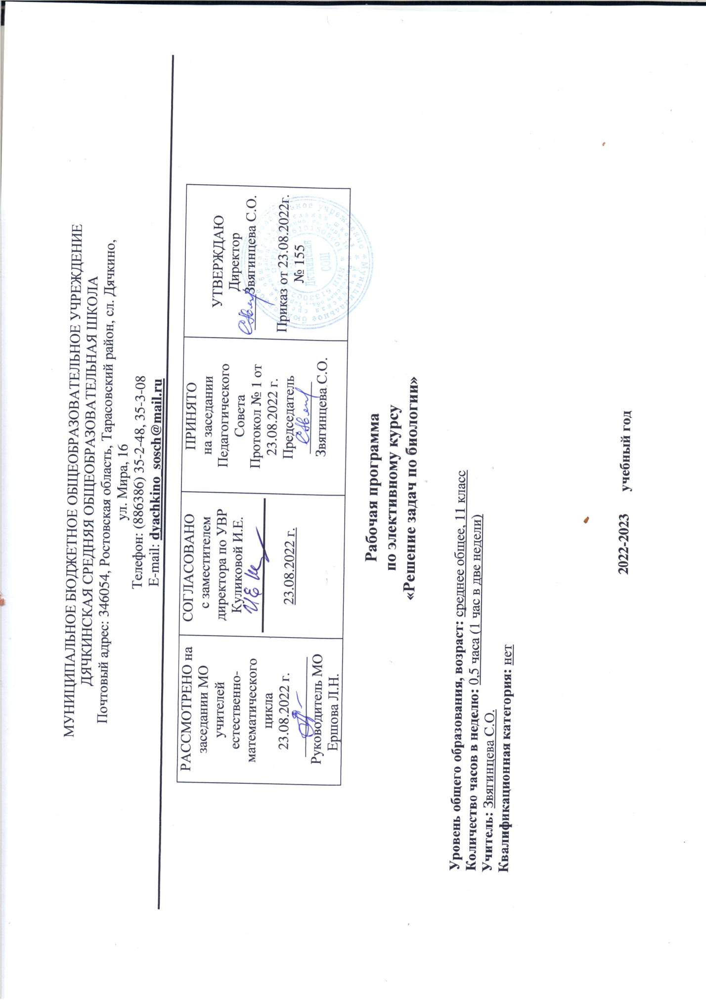 МУНИЦИПАЛЬНОЕ БЮДЖЕТНОЕ ОБЩЕОБРАЗОВАТЕЛЬНОЕ УЧРЕЖДЕНИЕ
ДЯЧКИНСКАЯ СРЕДНЯЯ ОБЩЕОБРАЗОВАТЕЛЬНАЯ ШКОЛА
Почтовый адрес: 346054, Ростовская область, Тарасовский район, сл. Дячкино,
ул. Мира, 16
Телефон: (886386) 35-2-48, 35-3-08
E-mail: dyachkino_sosch@mail.ru
РАССМОТРЕНО на
заседании МО
учителей
естественно-
математического
цикла
23.08.2022 г.
Руководитель МО
Ершова Л.Н.
СОГЛАСОВАНО
с заместителем
директора по УВР
Куликовой И.Е.
23.08.2022 г.
ПРИНЯТО
на заседании
Педагогического
Совета
Протокол № 1 от
23.08.2022 г.
Председатель
Звягинцева С.О.
УТВЕРЖДАЮ
Директор
Звягинцева С.О.
Приказ от 23.08.2022г.
№ 155
Дячкинская
СОШ
Рабочая программа
по элективному курсу
«Решение задач по биологии»
Уровень общего образования, возраст: среднее общее, 11 класс
Количество часов в неделю: 0,5 часа (1 час в две недели)
Учитель: Звягинцева С.О.
Квалификационная категория: нет
2022-2023 учебный год